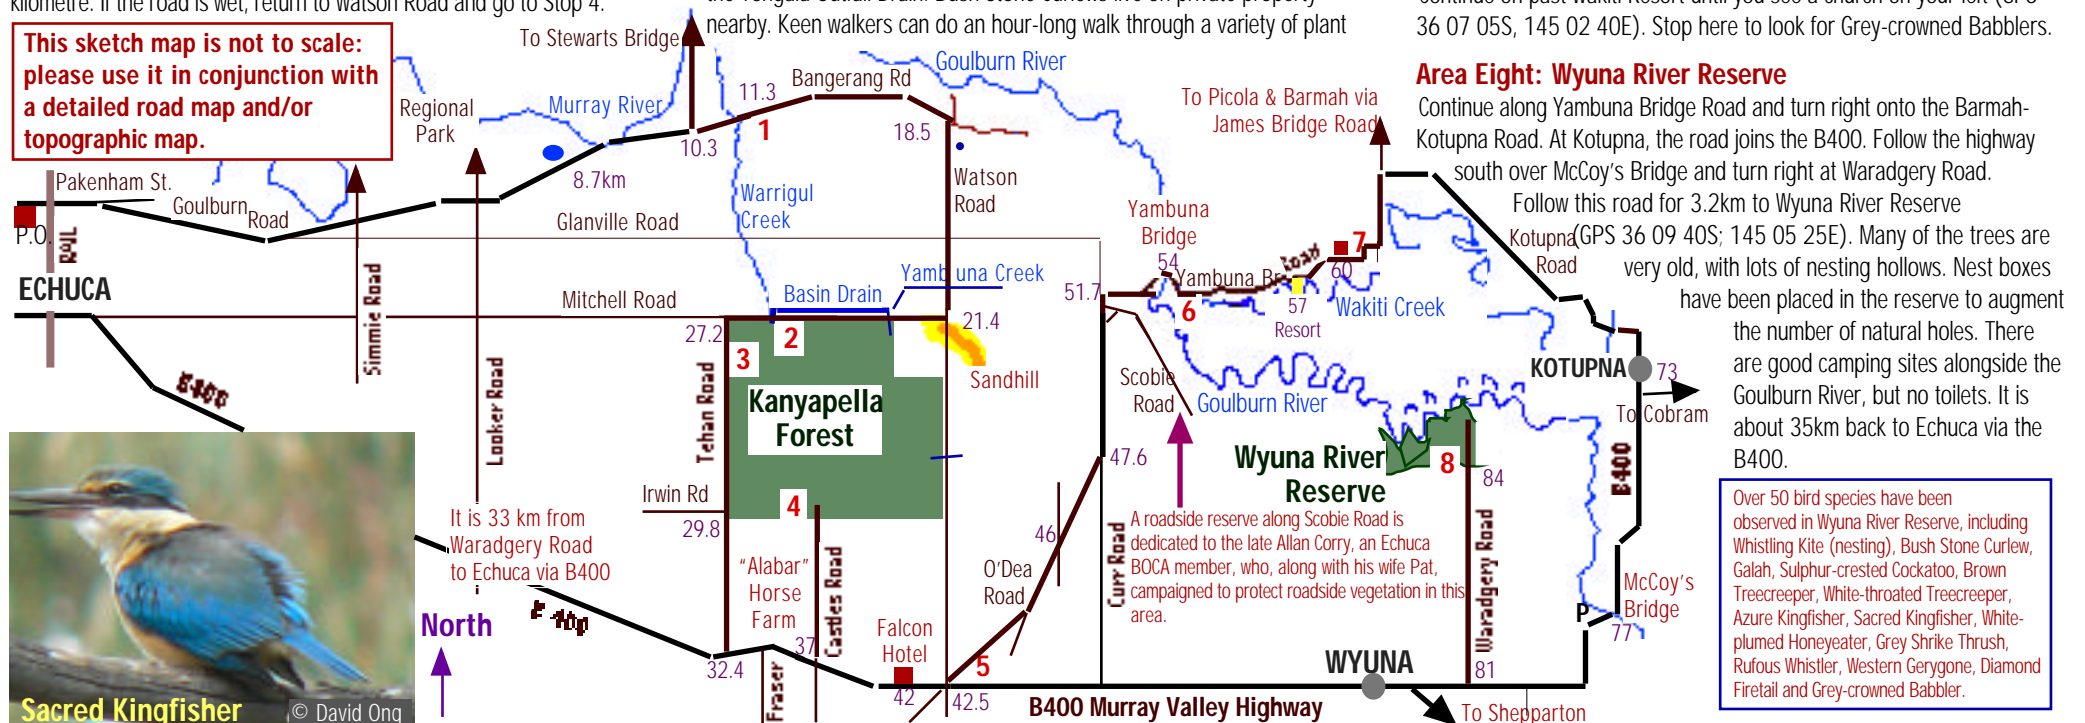 kilometre. If the road is wet, return to Watson Road and go to Stop 4.
nearby. Keen walkers can do an hour-long walk through a variety of plant
36 07 05S, 145 02 40E). Stop here to look for Grey-crowned Babblers.
This sketch map is not to scale:
please use it in conjunction with
a detailed road map and/or
topographic map.
To Stewarts Bridge
Regional
Park
Murray River
11.3
Bangerang Rd
Goulburn River
1
10.3
18.5
8.7km
To Picola & Barmah via
James Bridge Road
Area Eight: Wyuna River Reserve
Continue along Yambuna Bridge Road and turn right onto the Barmah-
Kotupna Road. At Kotupna, the road joins the B400. Follow the highway
south over McCoy's Bridge and turn right at Waradgery Road.
Follow this road for 3.2km to Wyuna River Reserve
(GPS 36 09 40S; 145 05 25E). Many of the trees are
very old, with lots of nesting hollows. Nest boxes
have been placed in the reserve to augment
the number of natural holes. There
are good camping sites alongside the
Goulburn River, but no toilets. It is
about 35km back to Echuca via the
B400.
Pakenham St.
Goulburn Road
P.O.
RAIL
ECHUCA
Glanville Road
Warrigul
Creek
Watson
Road
Yambuna
Bridge
54
Yambuna Br
Road
7
60
Kotupna
Road
Simmie Road
Mitchell Road
Basin Drain
Yamb una Creek
51.7
6
57
Resort
Wakiti Creek
27.2
2
21.4
3
Sandhill
Kanyapella
Forest
Tehan Road
Looker Road
B400
Scobie
Road
Goulburn River
KOTUPNA
73
To Cobram
B400
Wyuna River
Reserve
8
84
47.6
Irwin Rd
4
29.8
46
It is 33 km from
Waradgery Road
to Echuca via B400
"Alabar"
Horse
Farm
Castles Road
O'Dea
Road
Curr Road
A roadside reserve along Scobie Road is
dedicated to the late Allan Corry, an Echuca
BOCA member, who, along with his wife Pat,
campaigned to protect roadside vegetation in this
area.
Waradgery Road
McCoy's
Bridge
P
77
North
B400
Falcon
Hotel
37
32.4
Fraser
42
42.5
5
WYUNA
81
B400 Murray Valley Highway
To Shepparton
Sacred Kingfisher
© David Ong
Over 50 bird species have been
observed in Wyuna River Reserve, including
Whistling Kite (nesting), Bush Stone Curlew,
Galah, Sulphur-crested Cockatoo, Brown
Treecreeper, White-throated Treecreeper,
Azure Kingfisher, Sacred Kingfisher, White-
plumed Honeyeater, Grey Shrike Thrush,
Rufous Whistler, Western Gerygone, Diamond
Firetail and Grey-crowned Babbler.